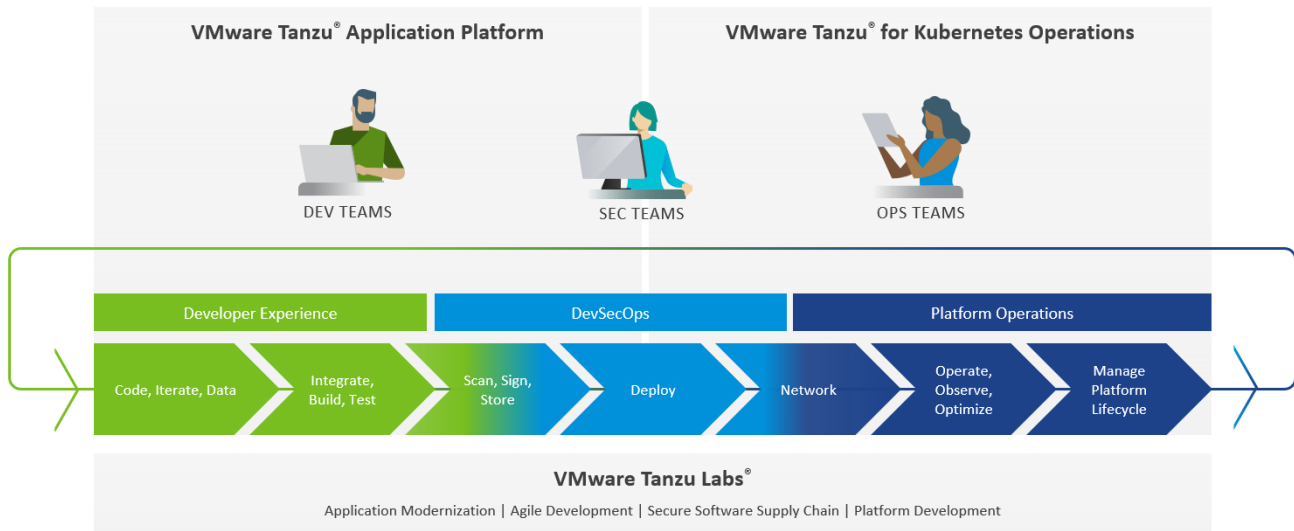 VMware Tanzu® Application Platform
VMware Tanzu® for Kubernetes Operations
DEV TEAMS
SEC TEAMS
OPS TEAMS
Developer Experience
DevSecOps
Platform Operations
Code, Iterate, Data
Integrate,
Build, Test
Scan, Sign,
Store
Deploy
Network
Operate,
Observe,
Optimize
Manage
Platform
Lifecycle
VMware Tanzu Labs®
Application Modernization | Agile Development | Secure Software Supply Chain | Platform Development